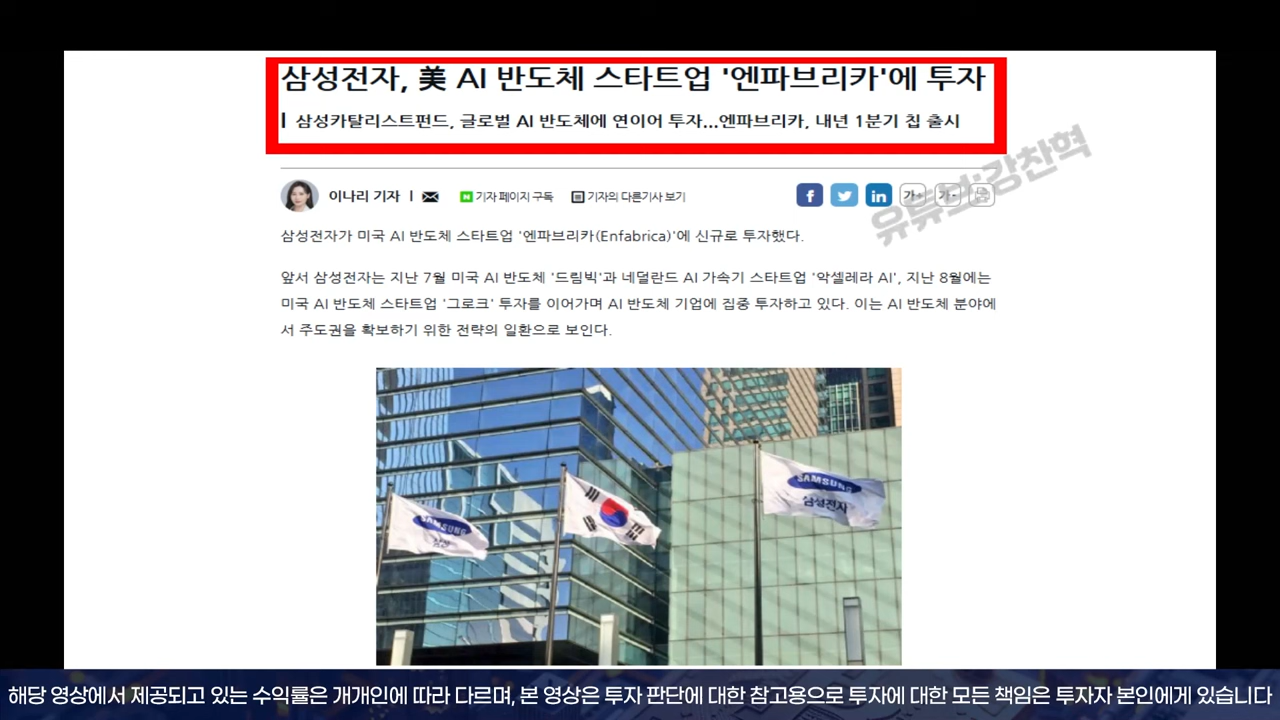 삼성전자, 美 AI 반도체 스타트업 '엔파브리카'에 투자
삼성카탈리스트펀드, 글로벌 AI 반도체에 연이어 투자...엔파브리카, 내년 1분기 칩 출시
유튜브:강찬혁
이나리 기자 | N 기자 페이지 구독 기자의 다른기사 보기 f in 가+ 가-
삼성전자가 미국 AI 반도체 스타트업 '엔파브리카(Enfabrica)'에 신규로 투자했다.
앞서 삼성전자는 지난 7월 미국 AI 반도체 '드림빅'과 네덜란드 AI 가속기 스타트업 '악셀레라 AI', 지난 8월에는
미국 AI 반도체 스타트업 '그로크' 투자를 이어가며 AI 반도체 기업에 집중 투자하고 있다. 이는 AI 반도체 분야에
서 주도권을 확보하기 위한 전략의 일환으로 보인다.
SAMSUNG
삼성전자
SAMSUNG
삼성
해당 영상에서 제공되고 있는 수익률은 개개인에 따라 다르며, 본 영상은 투자 판단에 대한 참고용으로 투자에 대한 모든 책임은 투자자 본인에게 있습니다